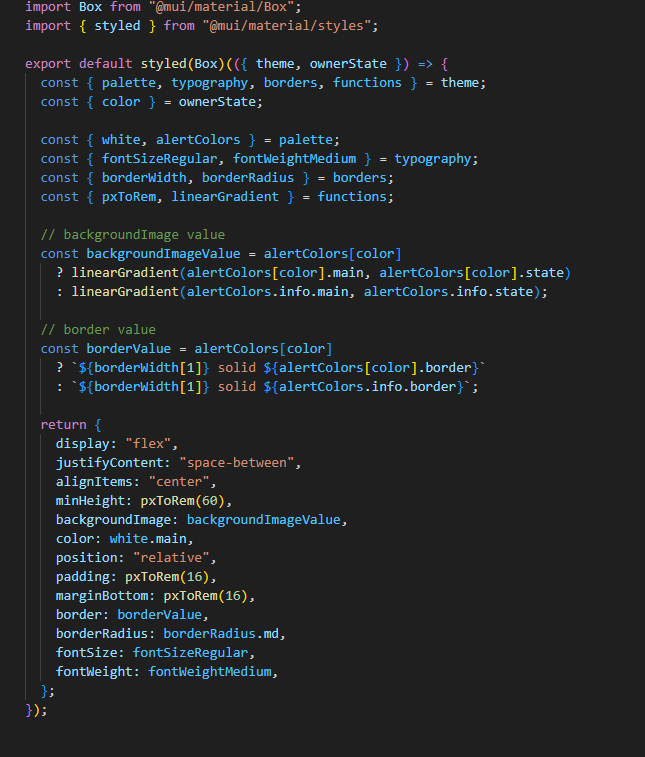 import Box from "@mui/material/Box";
import { styled } from "@mui/material/styles";

export default styled(Box)(({ theme, ownerState }) => {
  const { palette, typography, borders, functions } = theme;
  const { color } = ownerState;

  const { white, alertColors } = palette;
  const { fontSizeRegular, fontWeightMedium } = typography;
  const { borderWidth, borderRadius } = borders;
  const { pxToRem, linearGradient } = functions;

  // backgroundImage value
  const backgroundImageValue = alertColors[color]
    ? linearGradient(alertColors[color].main, alertColors[color].state)
    : linearGradient(alertColors.info.main, alertColors.info.state);

  // border value
  const borderValue = alertColors[color]
    ? `${borderWidth[1]} solid ${alertColors[color].border}`
    : `${borderWidth[1]} solid ${alertColors.info.border}`;

  return {
    display: "flex",
    justifyContent: "space-between",
    alignItems: "center",
    minHeight: pxToRem(60),
    backgroundImage: backgroundImageValue,
    color: white.main,
    position: "relative",
    padding: pxToRem(16),
    marginBottom: pxToRem(16),
    border: borderValue,
    borderRadius: borderRadius.md,
    fontSize: fontSizeRegular,
    fontWeight: fontWeightMedium,
  };
});